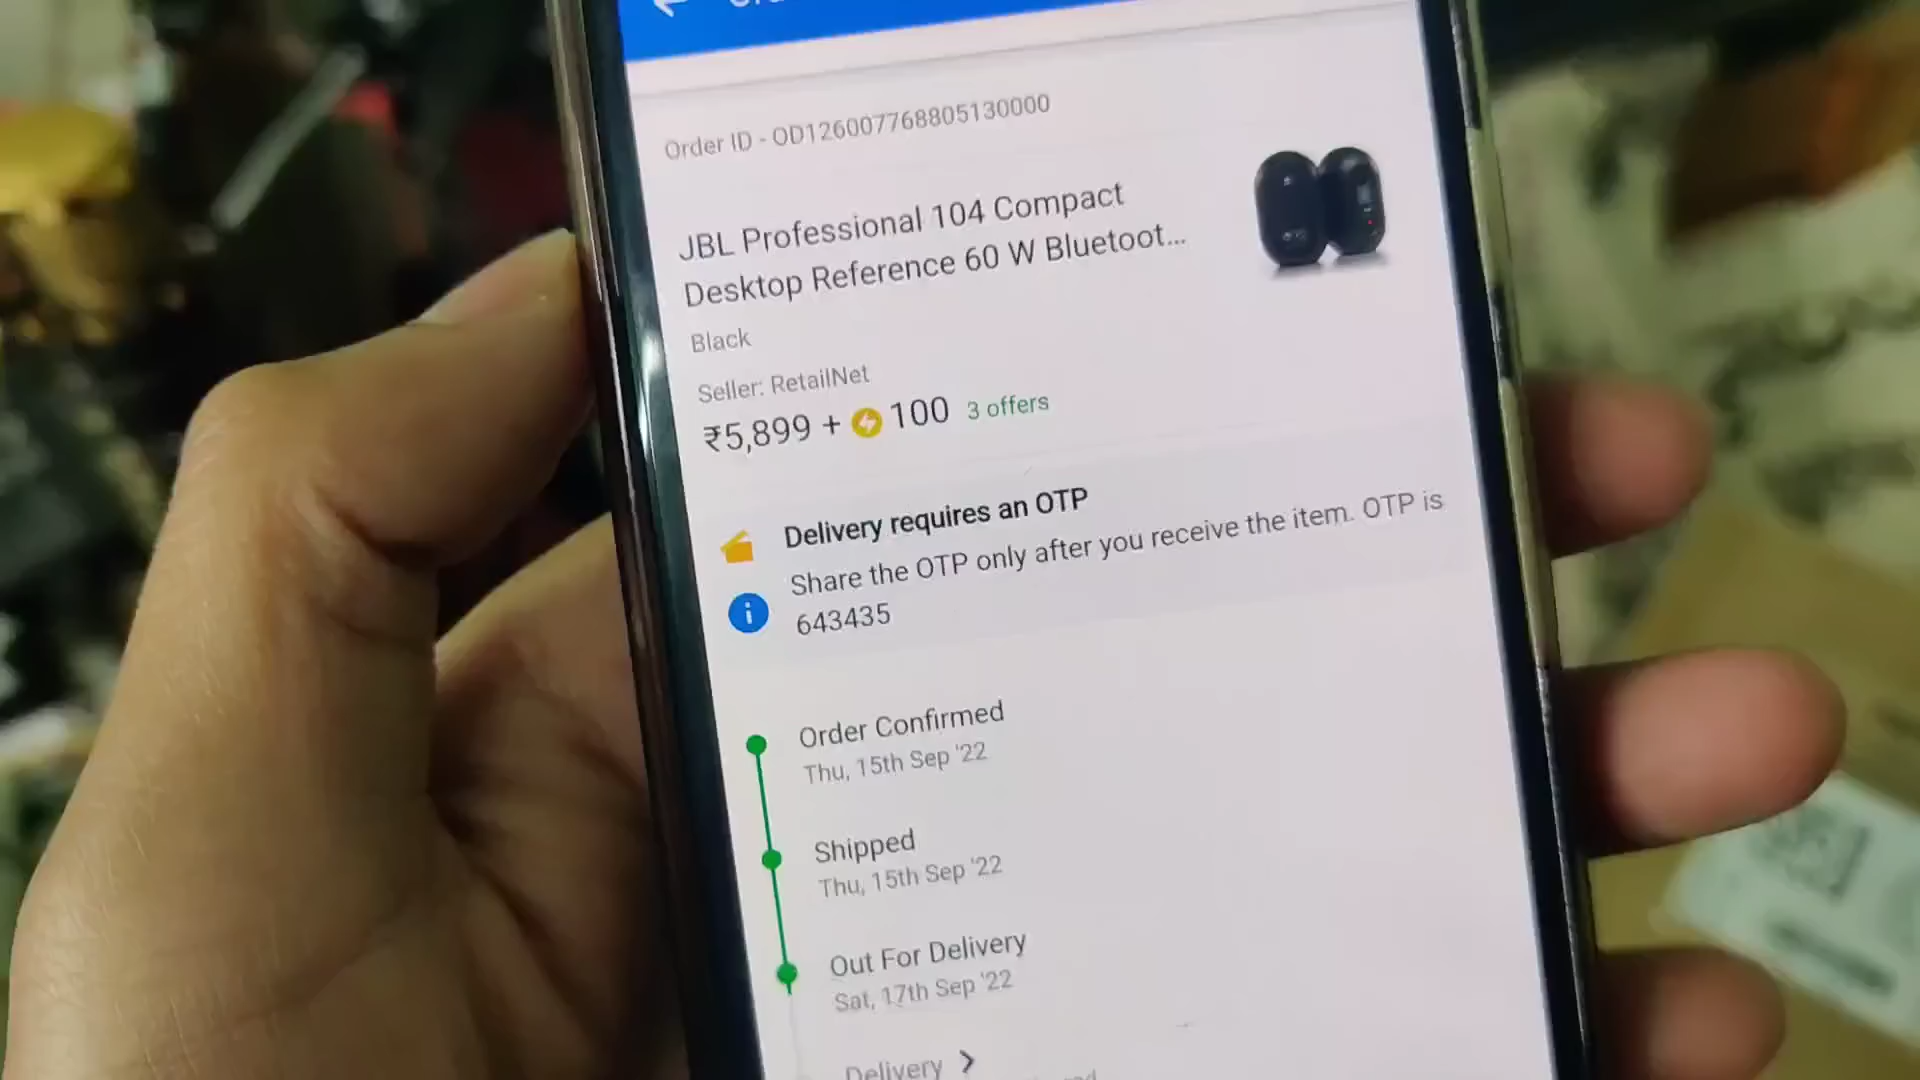 Order ID - OD126007768805130000
JBL Professional 104 Compact
Desktop Reference 60 W Bluetoot...
Black
Seller: RetailNet
₹5,899 + 100 3 offers
Delivery requires an OTP
Share the OTP only after you receive the item. OTP is
643435
Order Confirmed
Thu, 15th Sep '22
Shipped
Thu, 15th Sep '22
Out For Delivery
Sat, 17th Sep '22
Delivery